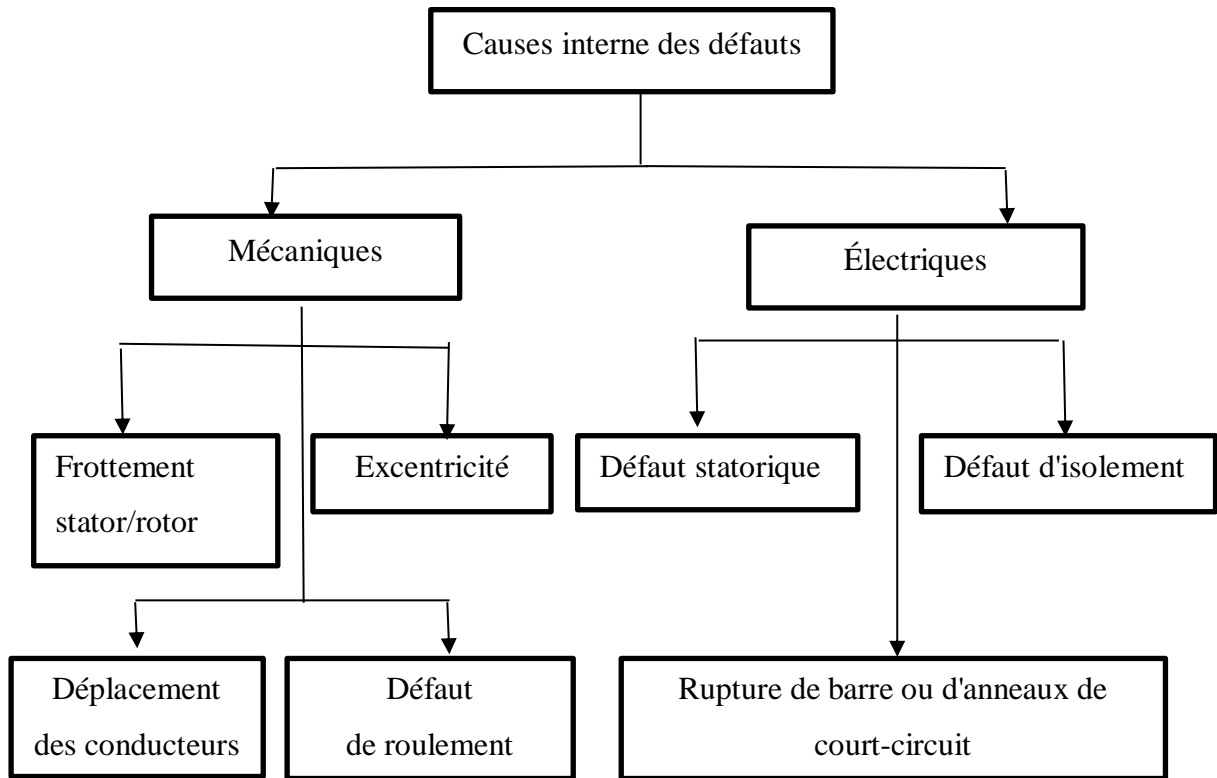 Causes interne des défauts
Mécaniques
Électriques
Frottement
stator/rotor
Excentricité
Défaut statorique
Défaut d'isolement
Déplacement
des conducteurs
Défaut
de roulement
Rupture de barre ou d'anneaux de
court-circuit